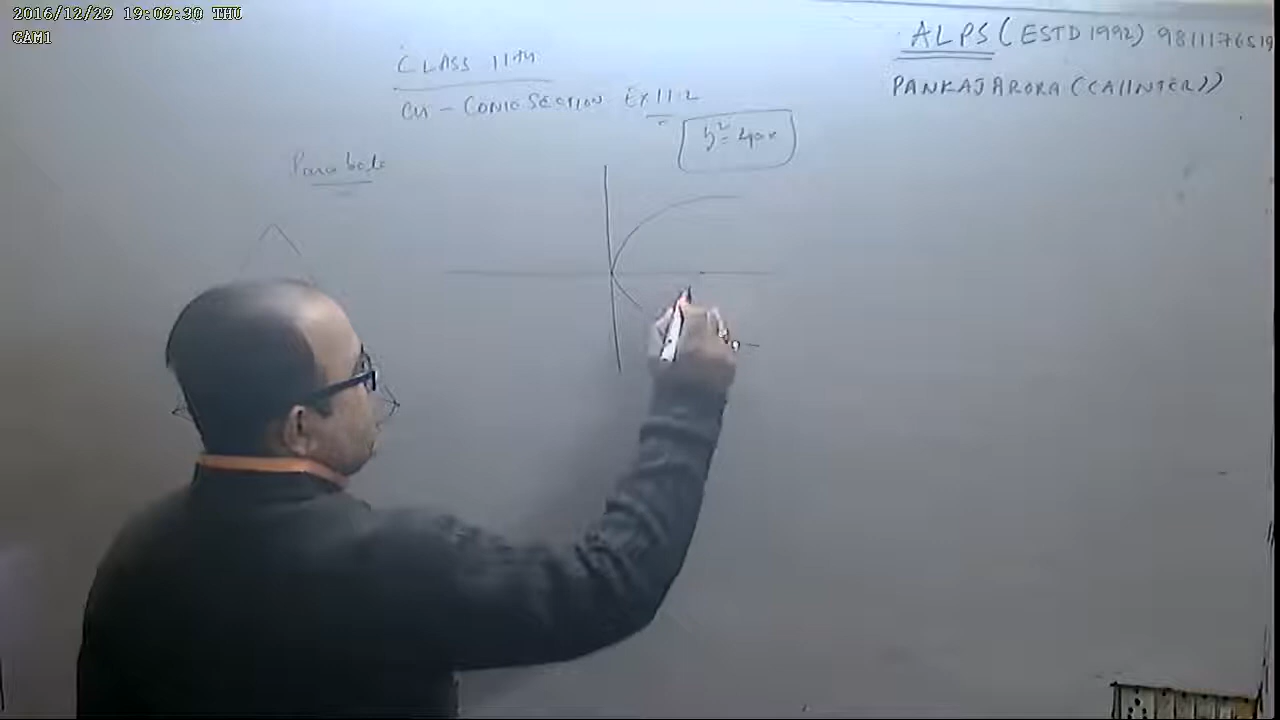 2016/12/29 19:09:30 THU
CAM1
ALPS (ESTD 1992) 9811176519
PANKAJ ARORA (CA(INTER))
CLASS 11th
CH - CONIC SECTION EX 11.2
y² = 4ax
Parabola